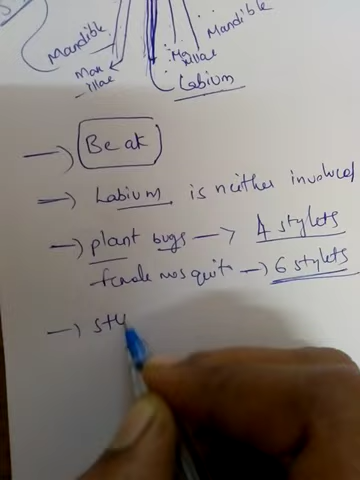 Mandible
Mandible
Maxillae
Max
illae
Labium
→ Beak
→ Labium is neither involved
→ plant bugs → 4 stylets
female mosquito → 6 stylets
→ sty